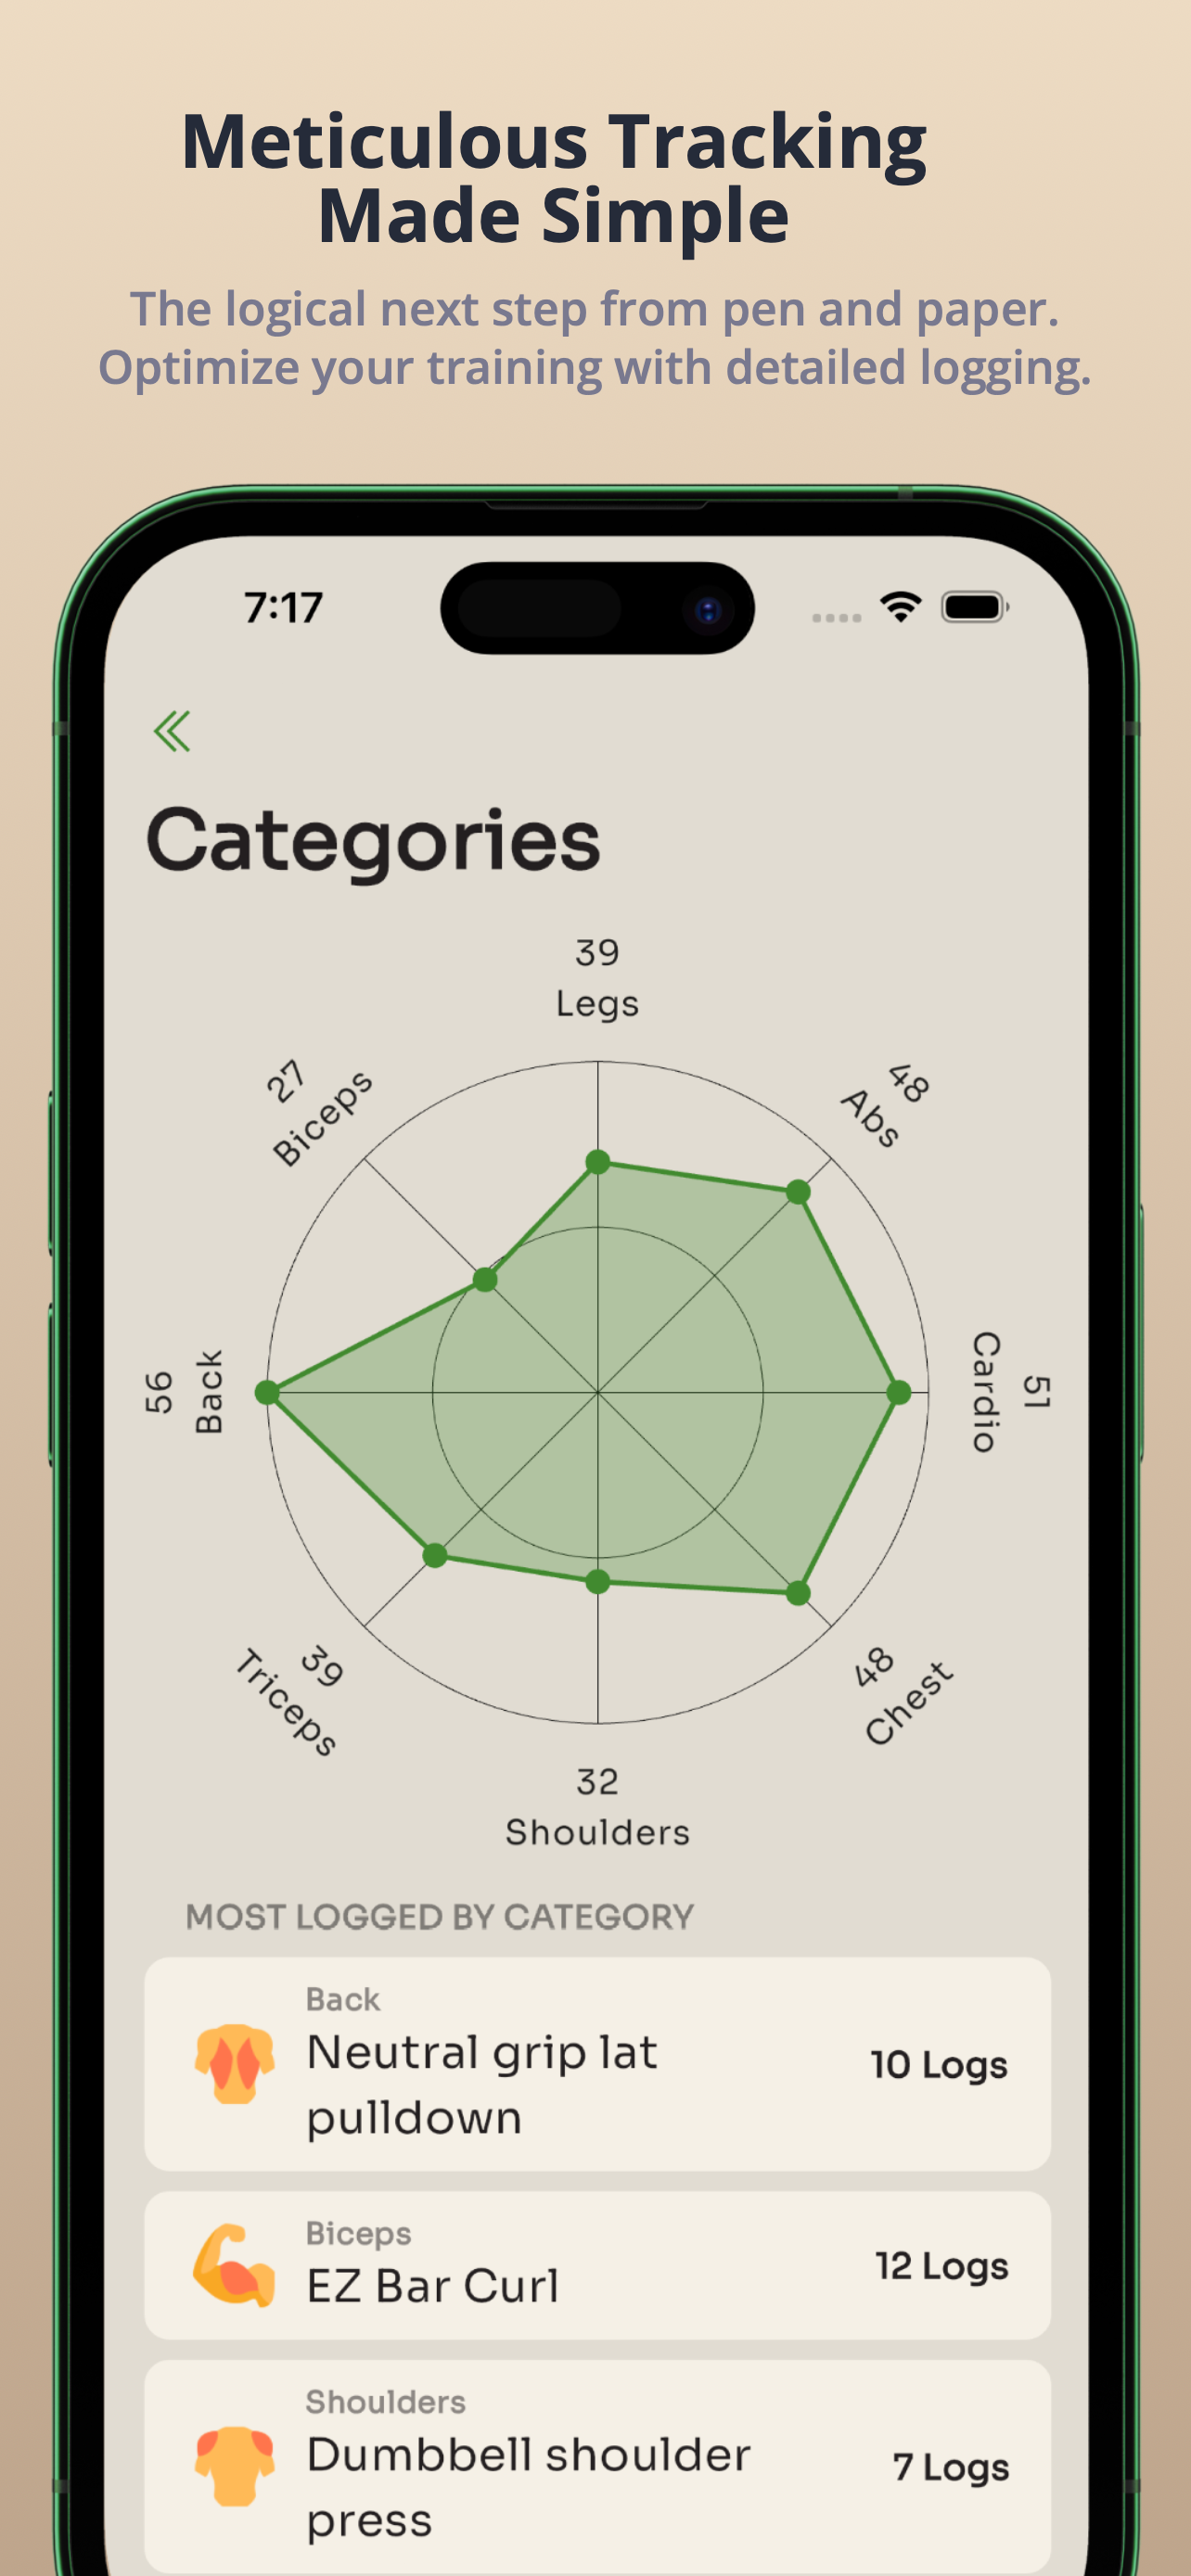 Meticulous Tracking
Made Simple
The logical next step from pen and paper.
Optimize your training with detailed logging.
7:17
Categories
39
Legs
48
Abs
51
Cardio
48
Chest
32
Shoulders
39
Triceps
56
Back
27
Biceps
MOST LOGGED BY CATEGORY
Back
Neutral grip lat
pulldown
10 Logs
Biceps
EZ Bar Curl
12 Logs
Shoulders
Dumbbell shoulder
press
7 Logs